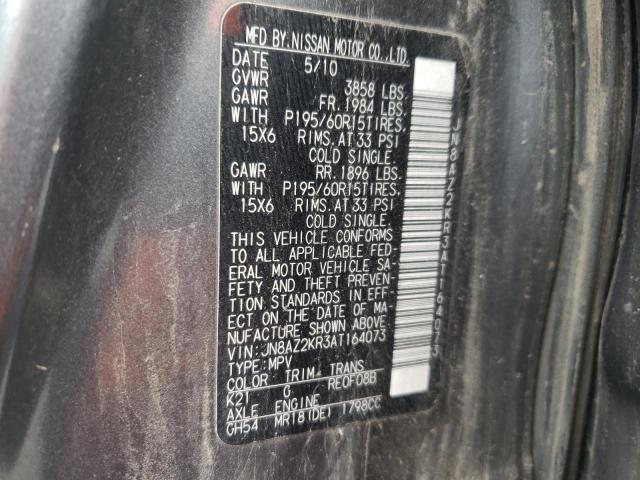 MFD BY. NISSAN MOTOR CO., LTD.
DATE 5/10
GVWR 3858 LBS.
GAWR FR. 1984 LBS.
WITH P195/60R15TIRES,
15X6 RIMS. AT 33 PSI
COLD SINGLE.
GAWR RR. 1896 LBS.
WITH P195/60R15TIRES,
15X6 RIMS. AT 33 PSI
COLD SINGLE.
THIS VEHICLE CONFORMS
TO ALL APPLICABLE FED-
ERAL MOTOR VEHICLE SA-
FETY AND THEFT PREVEN-
TION STANDARDS IN EFF-
ECT ON THE DATE OF MA-
NUFACTURE SHOWN ABOVE.
VIN: JN8AZ2KR3AT164073
TYPE: MPV
COLOR TRIM TRANS
K21 G RE0F08B
AXLE ENGINE
GH54 MR18(DE) 1798CC
JN8AZ2KR3AT164073